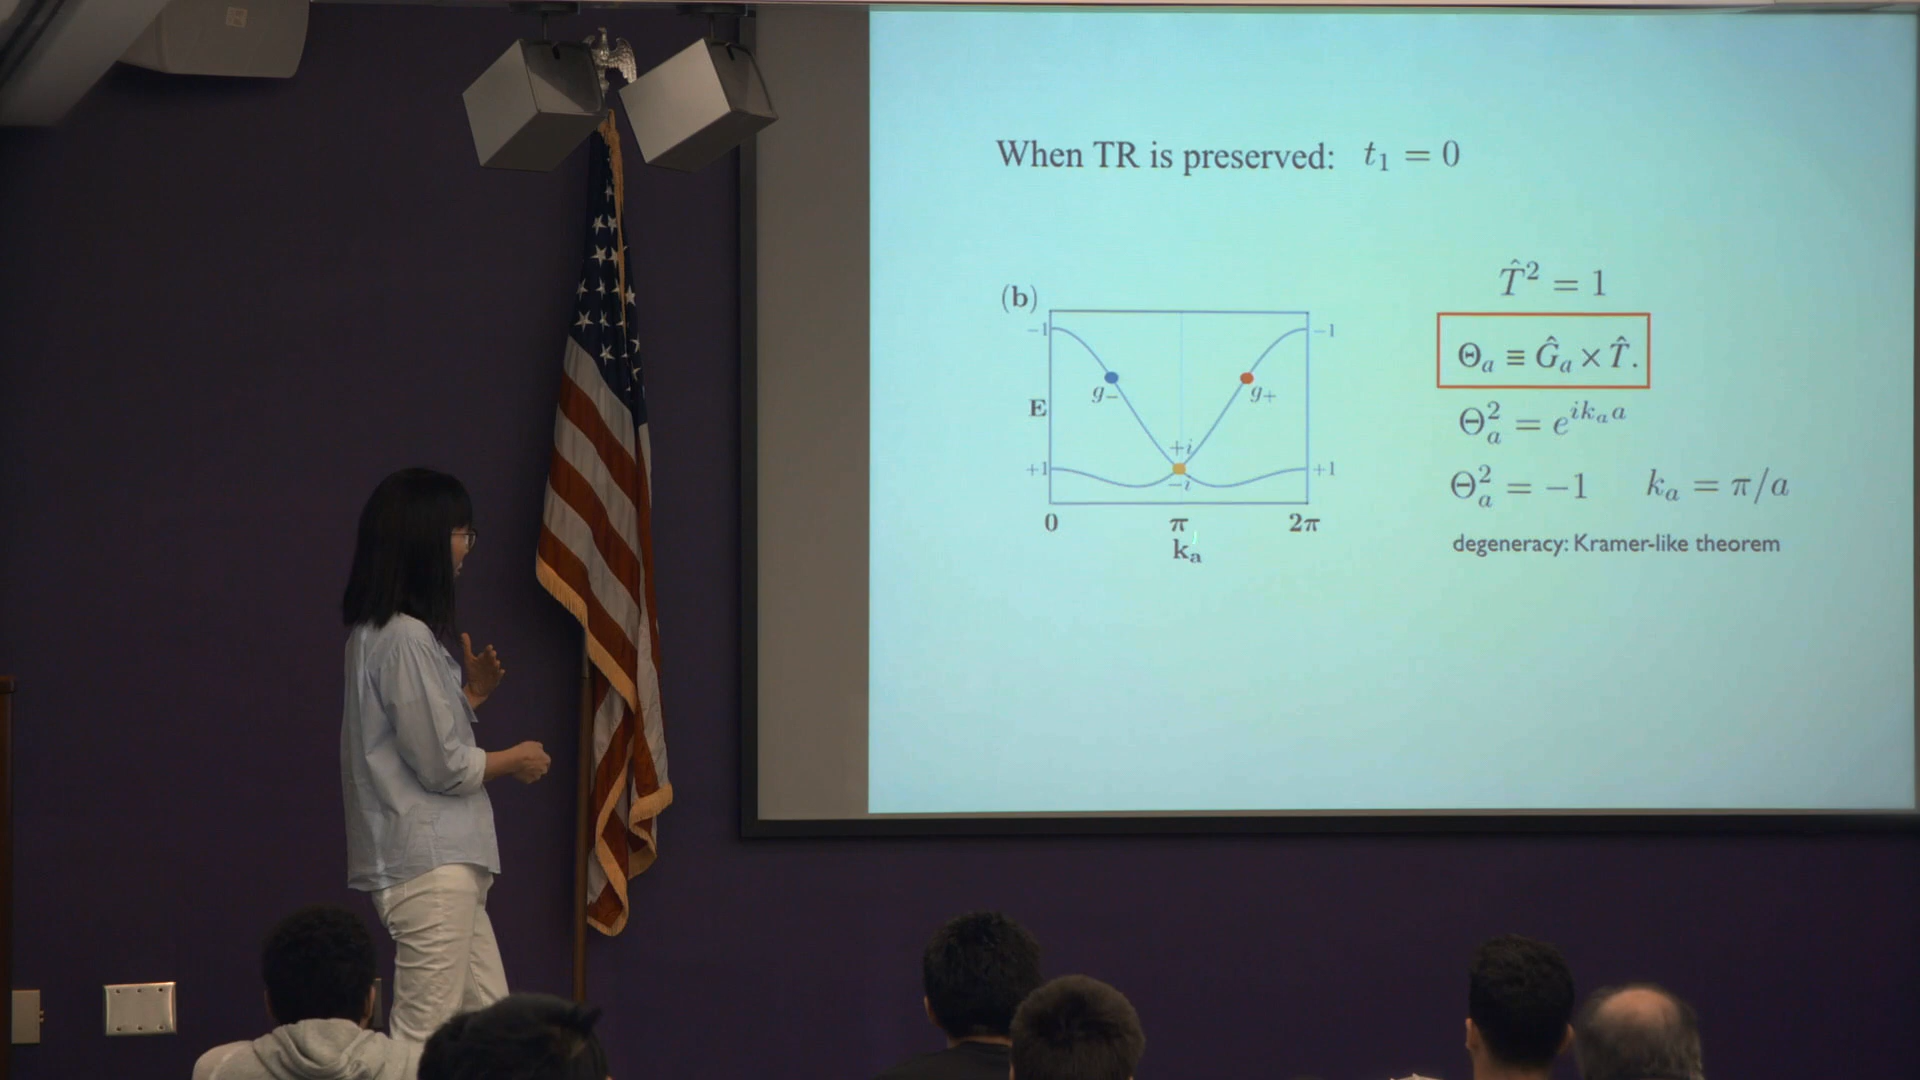 When TR is preserved: t₁ = 0
(b)
−1 −1
g− g+
E
+i
+1 +1
−i
0 π 2π
kₐ
T̂² = 1
Θₐ ≡ Ĝₐ × T̂.
Θₐ² = e^{ikₐa}
Θₐ² = −1 kₐ = π/a
degeneracy: Kramer-like theorem